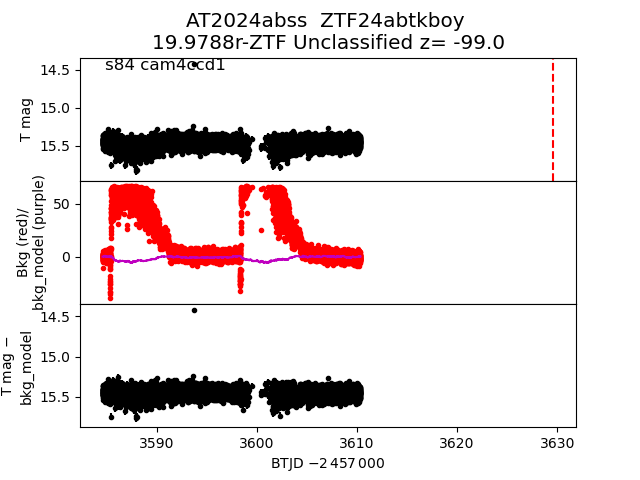 AT2024abss  ZTF24abtkboy
19.9788r-ZTF Unclassified z= -99.0
s84 cam4ccd1
14.5
15.0
15.5
T mag
50
0
Bkg (red)/
bkg_model (purple)
14.5
15.0
15.5
T mag −
bkg_model
3590 3600 3610 3620 3630
BTJD −2 457 000